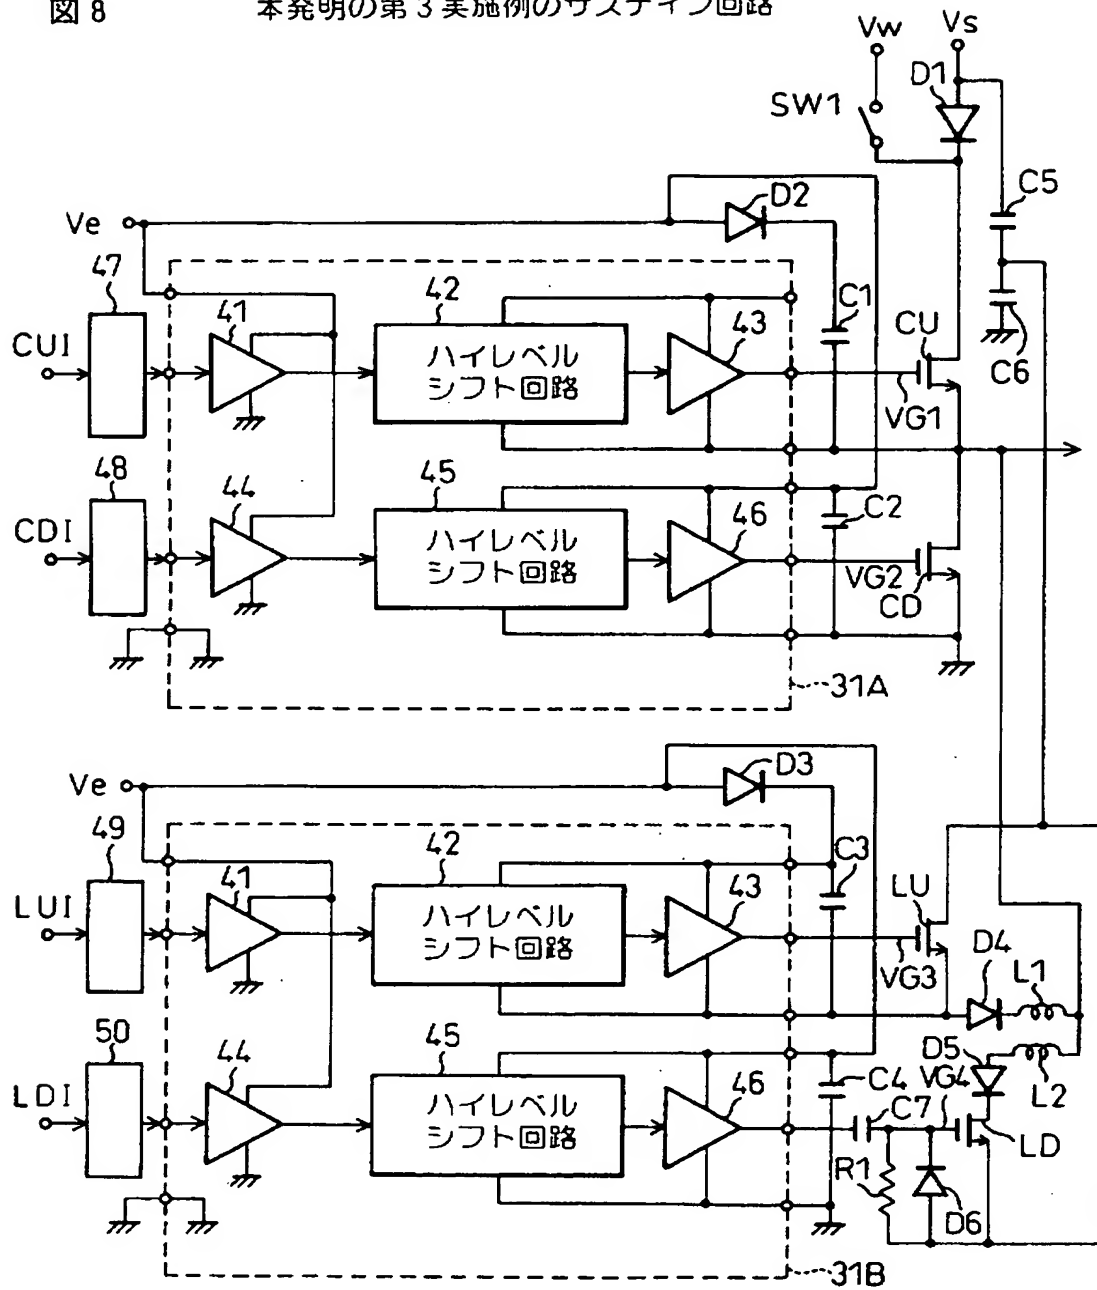 図8 本発明の第3実施例のサステイン回路
Vw
Vs
D1
SW1
C5
D2
Ve
47
42
C1
41
43
CU
C6
CUI
ハイレベル
シフト回路
VG1
48
45
44
46
C2
CDI
ハイレベル
シフト回路
VG2
CD
31A
D3
Ve
49
42
C3
41
43
LU
LUI
ハイレベル
シフト回路
VG3
D4
L1
50
45
44
46
D5
C4
VG4
L2
C7
LDI
ハイレベル
シフト回路
LD
R1
D6
31B